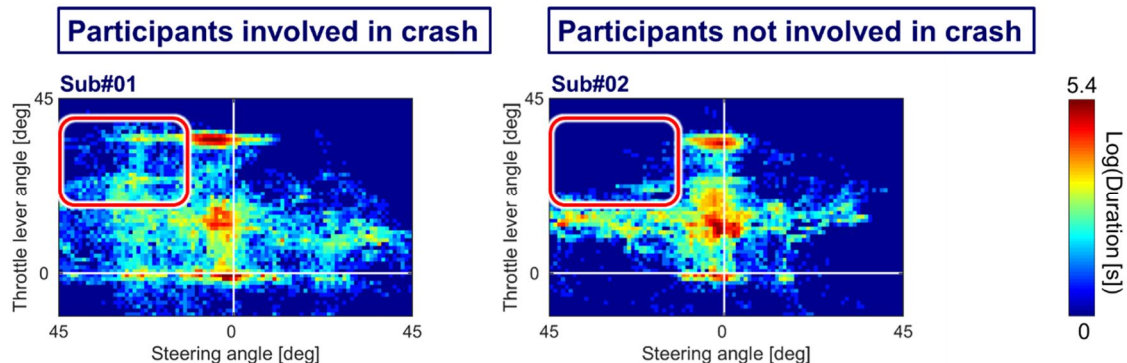 Participants involved in crash
Participants not involved in crash
Sub#01
Sub#02
5.4
45
45
Throttle lever angle [deg]
Throttle lever angle [deg]
Log(Duration [s])
0
0
0
45
0
45
45
0
45
Steering angle [deg]
Steering angle [deg]